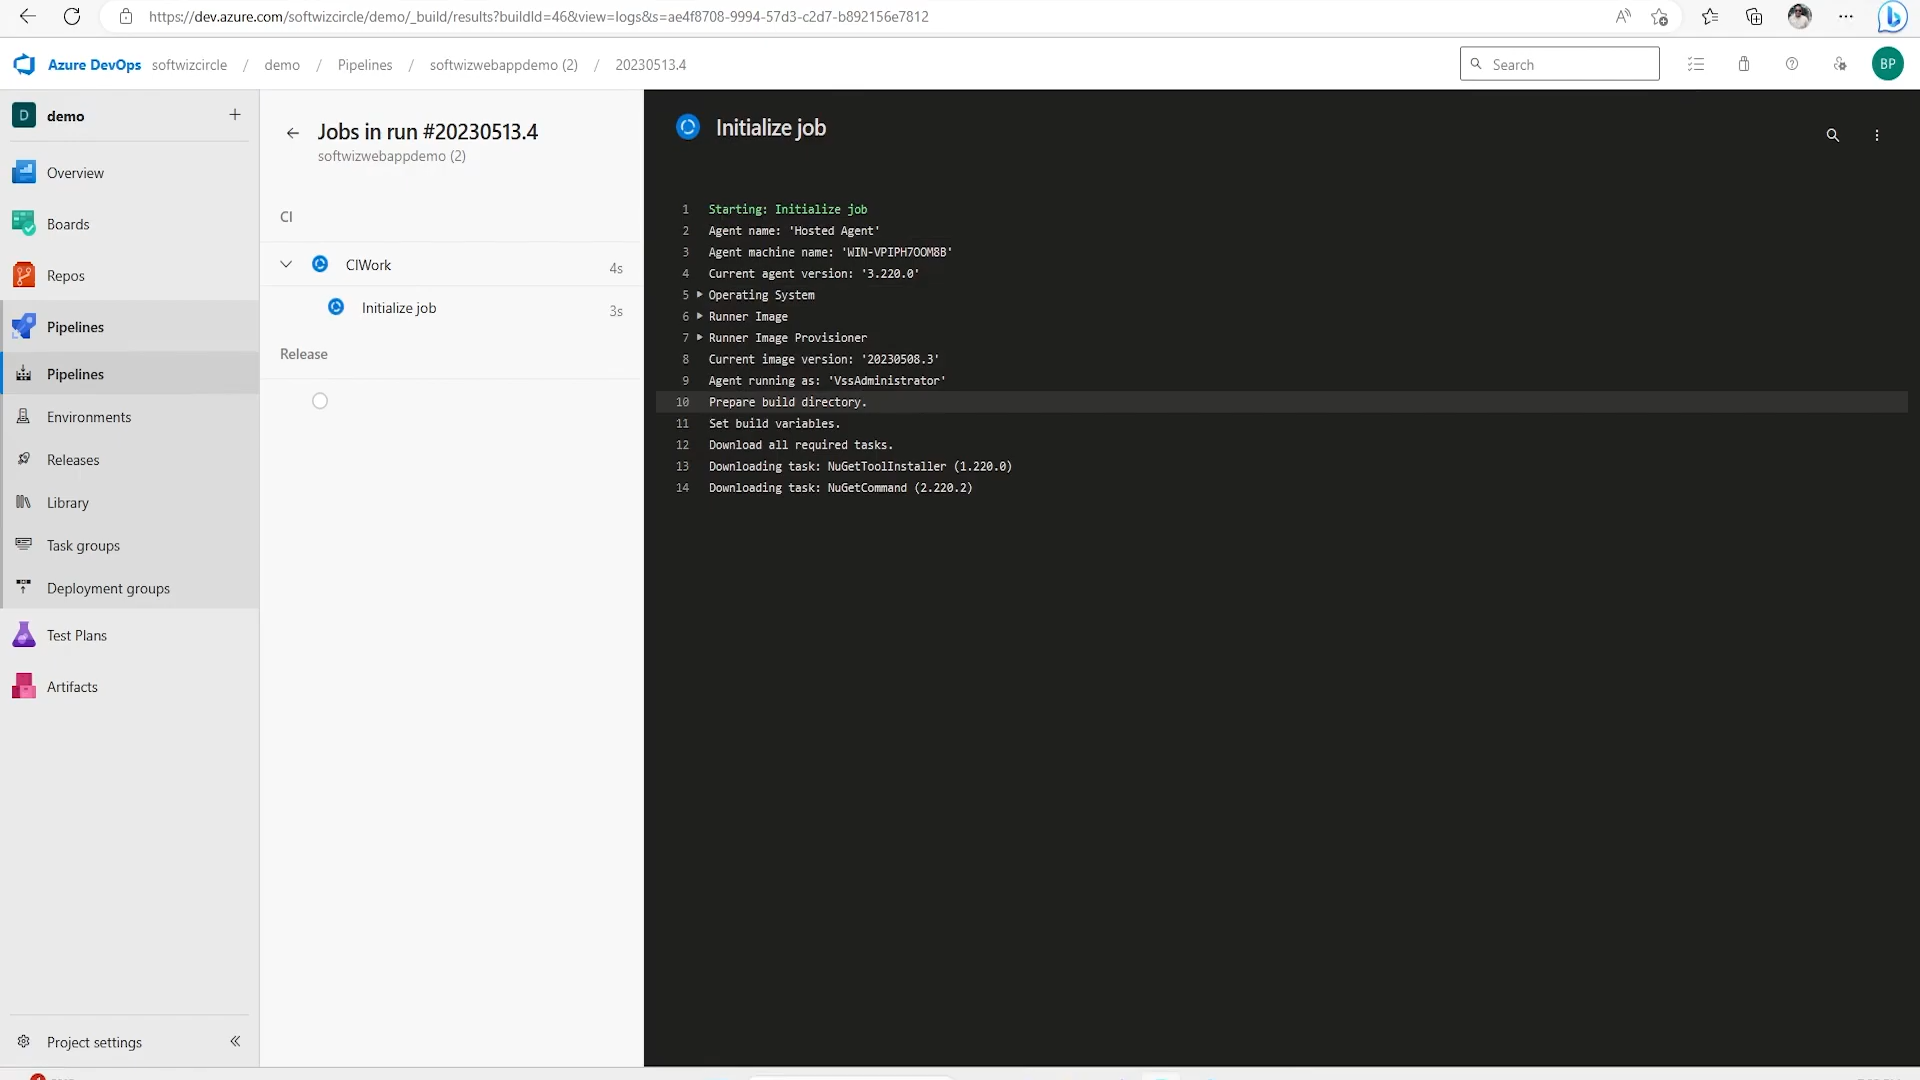 https://dev.azure.com/softwizcircle/demo/_build/results?buildId=46&view=logs&s=ae4f8708-9994-57d3-c2d7-b892156e7812
Azure DevOps softwizcircle / demo / Pipelines / softwizwebappdemo (2) / 20230513.4
Search
BP
D demo
Overview
Boards
Repos
Pipelines
Pipelines
Environments
Releases
Library
Task groups
Deployment groups
Test Plans
Artifacts
Project settings
Jobs in run #20230513.4
softwizwebappdemo (2)
CI
CIWork 4s
Initialize job 3s
Release
Initialize job
1 Starting: Initialize job
2 Agent name: 'Hosted Agent'
3 Agent machine name: 'WIN-VPIPH7OOM8B'
4 Current agent version: '3.220.0'
5 Operating System
6 Runner Image
7 Runner Image Provisioner
8 Current image version: '20230508.3'
9 Agent running as: 'VssAdministrator'
10 Prepare build directory.
11 Set build variables.
12 Download all required tasks.
13 Downloading task: NuGetToolInstaller (1.220.0)
14 Downloading task: NuGetCommand (2.220.2)